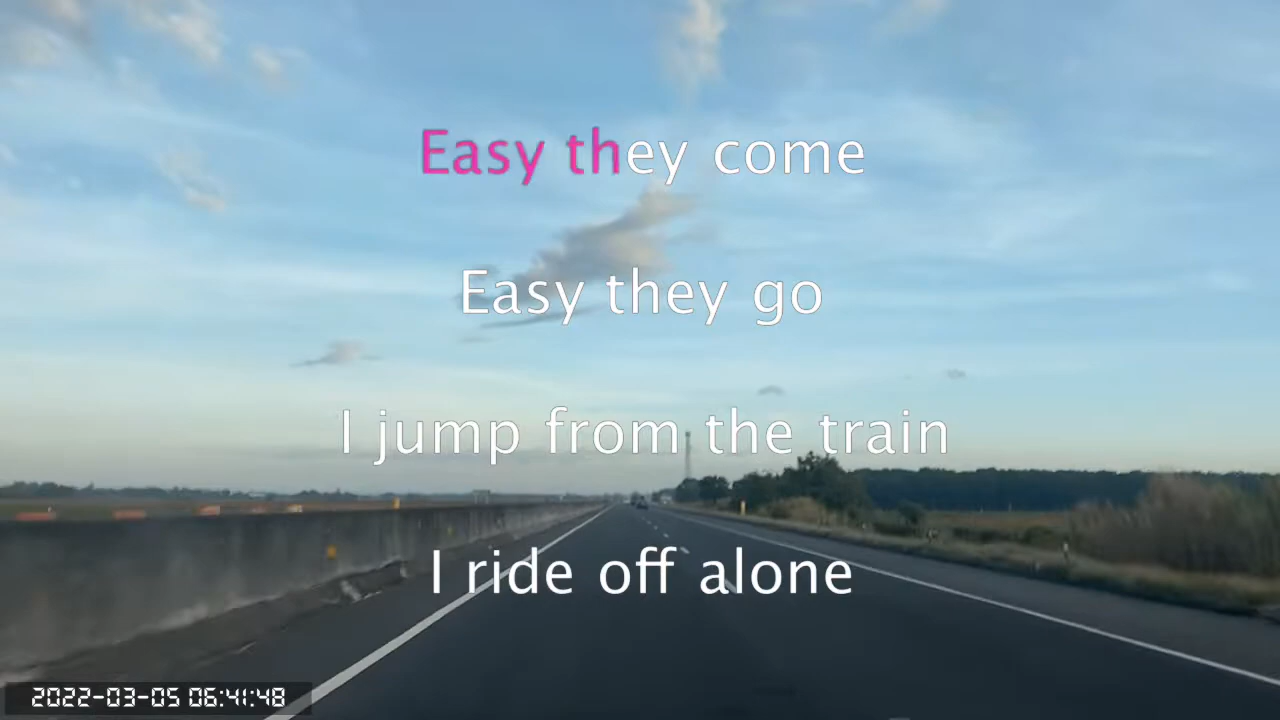 Easy they come
Easy they go
I jump from the train
I ride off alone
2022-03-05 06:41:48